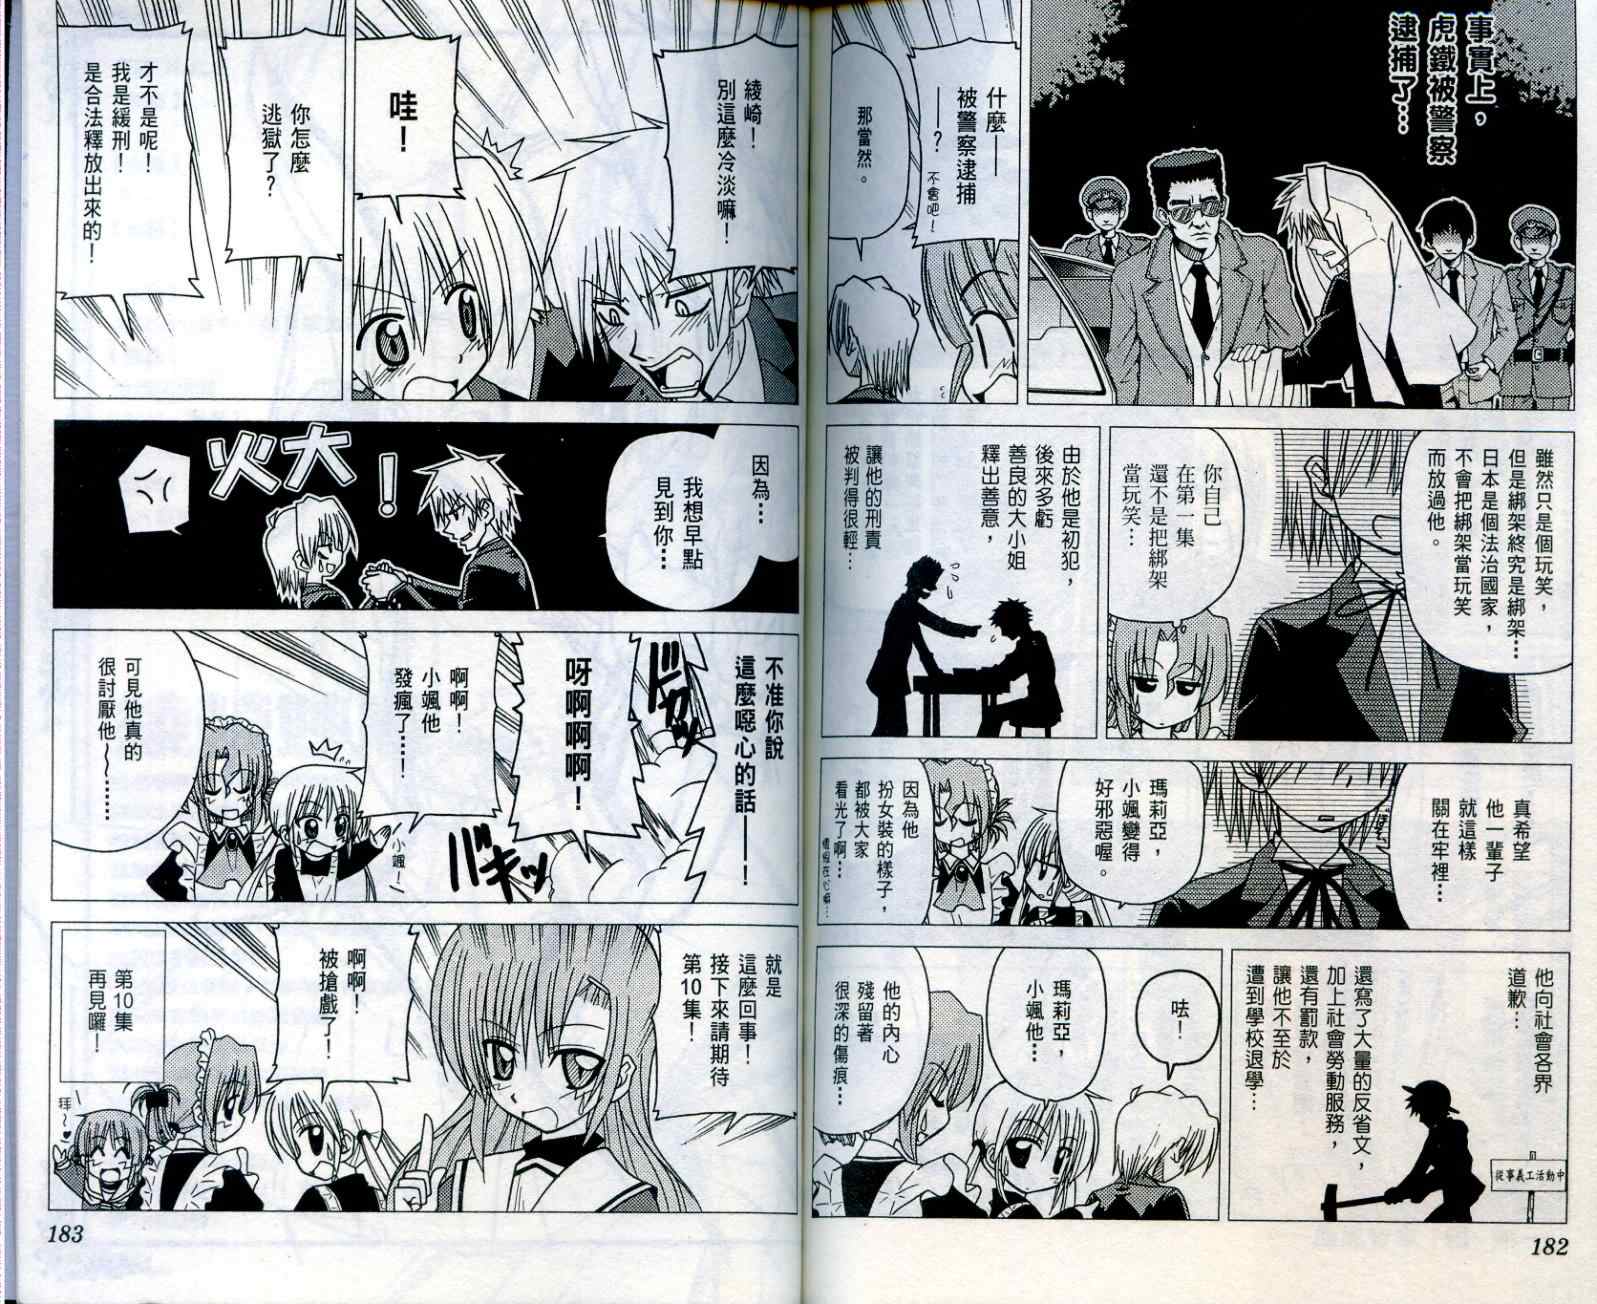 事實上，
虎鐵被警察
逮捕了…
什麼——
被警察逮捕
——？
不會吧！
那當然。
雖然只是個玩笑，
但是綁架終究是綁架…
日本是個法治國家，
不會把綁架當玩笑
而放過他。
你自己
在第一集
還不是把綁架
當玩笑…
由於他是初犯，
後來多虧
善良的大小姐
釋出善意，
讓他的刑責
被判得很輕…
真希望
他一輩子
就這樣
關在牢裡…
瑪莉亞，
小颯變得
好邪惡喔。
因為他
扮女裝的樣子，
都被大家
看光了啊…
他向社會各界
道歉…
還寫了大量的反省文，
加上社會勞動服務，
還有罰款，
讓他不至於
遭到學校退學…
從事義工活動中
呿！
瑪莉亞，
小颯他…
他的內心
殘留著
很深的傷痕…
182
綾崎！
別這麼冷淡嘛！
哇！
你怎麼
逃獄了？
才不是呢！
我是緩刑！
是合法釋放出來的！
因為…
我想早點
見到你…
火大！
不准你說
這麼噁心的話——！
ドカッ
呀啊啊啊！
バキッ
啊啊！
小颯他
發瘋了……！
小颯！
可見他真的
很討厭他～………
就是
這麼回事！
接下來請期待
第10集！
啊啊！
被搶戲了！
第10集
再見囉！
拜～♥
183